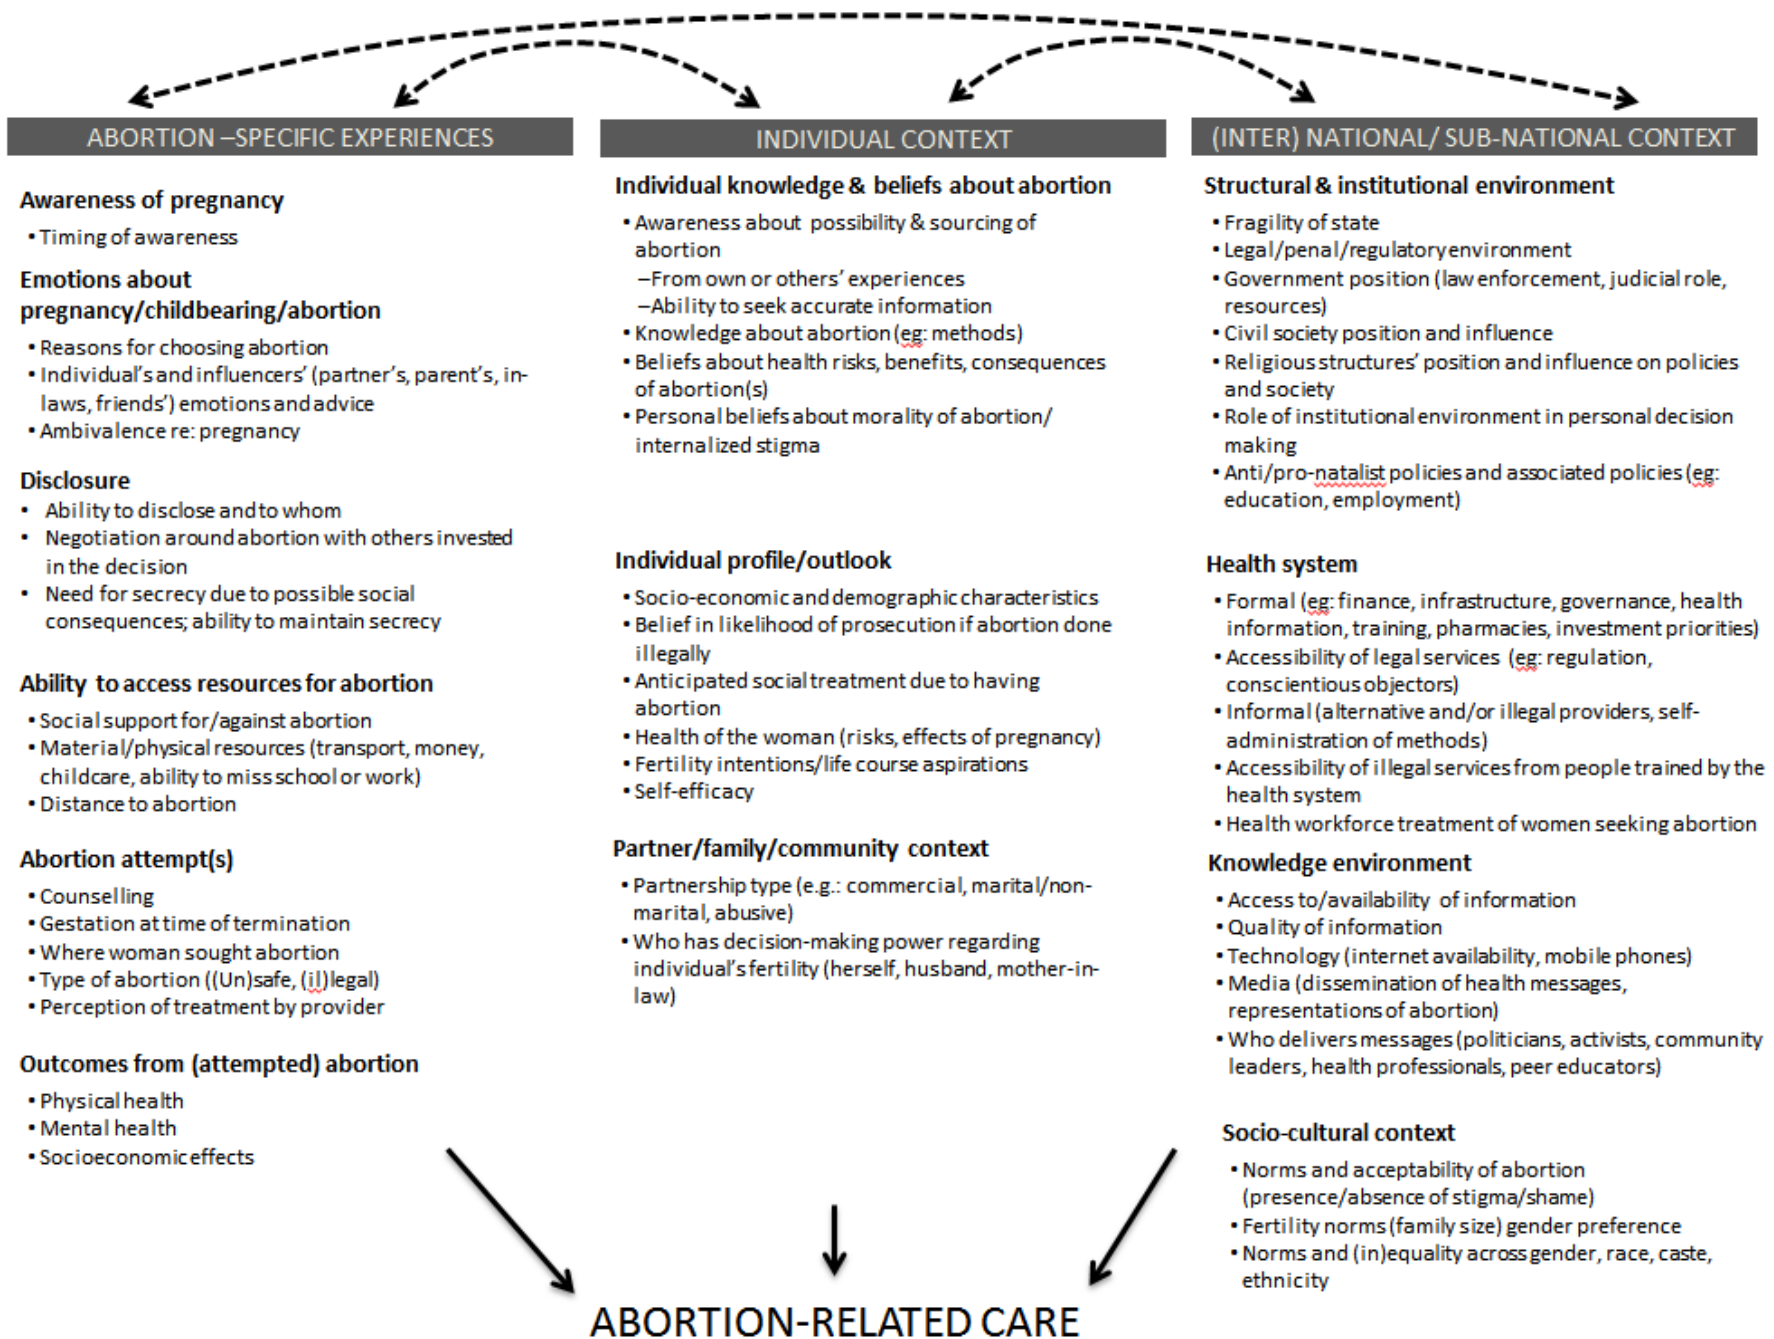 ABORTION –SPECIFIC EXPERIENCES
Awareness of pregnancy
• Timing of awareness
Emotions about
pregnancy/childbearing/abortion
• Reasons for choosing abortion
• Individual's and influencers' (partner's, parent's, in-
laws, friends') emotions and advice
• Ambivalence re: pregnancy
Disclosure
• Ability to disclose and to whom
• Negotiation around abortion with others invested
in the decision
• Need for secrecy due to possible social
consequences; ability to maintain secrecy
Ability to access resources for abortion
• Social support for/against abortion
• Material/physical resources (transport, money,
childcare, ability to miss school or work)
• Distance to abortion
Abortion attempt(s)
• Counselling
• Gestation at time of termination
• Where woman sought abortion
• Type of abortion ((Un)safe, (il)legal)
• Perception of treatment by provider
Outcomes from (attempted) abortion
• Physical health
• Mental health
• Socioeconomic effects
INDIVIDUAL CONTEXT
Individual knowledge & beliefs about abortion
• Awareness about possibility & sourcing of
abortion
–From own or others' experiences
–Ability to seek accurate information
• Knowledge about abortion (eg: methods)
• Beliefs about health risks, benefits, consequences
of abortion(s)
• Personal beliefs about morality of abortion/
internalized stigma
Individual profile/outlook
• Socio-economic and demographic characteristics
• Belief in likelihood of prosecution if abortion done
illegally
• Anticipated social treatment due to having
abortion
• Health of the woman (risks, effects of pregnancy)
• Fertility intentions/life course aspirations
• Self-efficacy
Partner/family/community context
• Partnership type (e.g.: commercial, marital/non-
marital, abusive)
• Who has decision-making power regarding
individual's fertility (herself, husband, mother-in-
law)
(INTER) NATIONAL/ SUB-NATIONAL CONTEXT
Structural & institutional environment
• Fragility of state
• Legal/penal/regulatory environment
• Government position (law enforcement, judicial role,
resources)
• Civil society position and influence
• Religious structures' position and influence on policies
and society
• Role of institutional environment in personal decision
making
• Anti/pro-natalist policies and associated policies (eg:
education, employment)
Health system
• Formal (eg: finance, infrastructure, governance, health
information, training, pharmacies, investment priorities)
• Accessibility of legal services (eg: regulation,
conscientious objectors)
• Informal (alternative and/or illegal providers, self-
administration of methods)
• Accessibility of illegal services from people trained by the
health system
• Health workforce treatment of women seeking abortion
Knowledge environment
• Access to/availability of information
• Quality of information
• Technology (internet availability, mobile phones)
• Media (dissemination of health messages,
representations of abortion)
• Who delivers messages (politicians, activists, community
leaders, health professionals, peer educators)
Socio-cultural context
• Norms and acceptability of abortion
(presence/absence of stigma/shame)
• Fertility norms (family size) gender preference
• Norms and (in)equality across gender, race, caste,
ethnicity
ABORTION-RELATED CARE